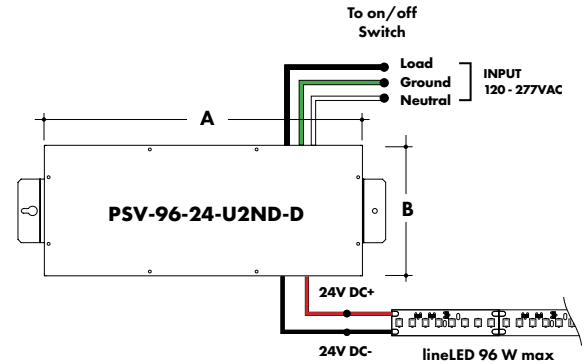 To on/off
Switch
Load
Ground
Neutral
INPUT
120 - 277VAC
A
B
PSV-96-24-U2ND-D
24V DC+
24V DC-
lineLED 96 W max